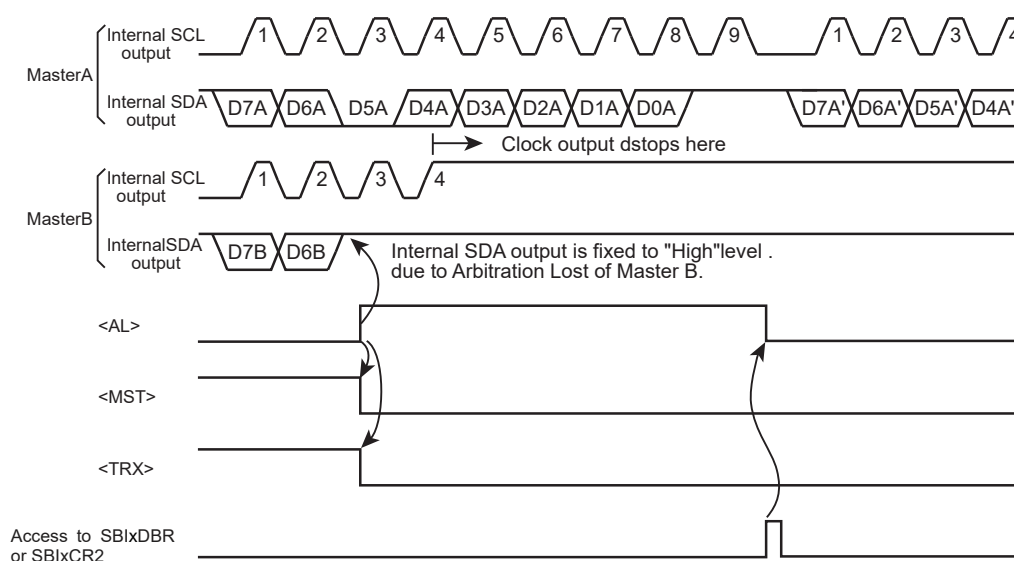 Internal SCL
output
1 2 3 4 5 6 7 8 9 1 2 3 4
MasterA
Internal SDA
output
D7A D6A D5A D4A D3A D2A D1A D0A D7A' D6A' D5A' D4A'
Clock output dstops here
Internal SCL
output
1 2 3 4
MasterB
InternalSDA
output
D7B D6B
Internal SDA output is fixed to "High"level .
due to Arbitration Lost of Master B.
<AL>
<MST>
<TRX>
Access to SBIxDBR
or SBIxCR2